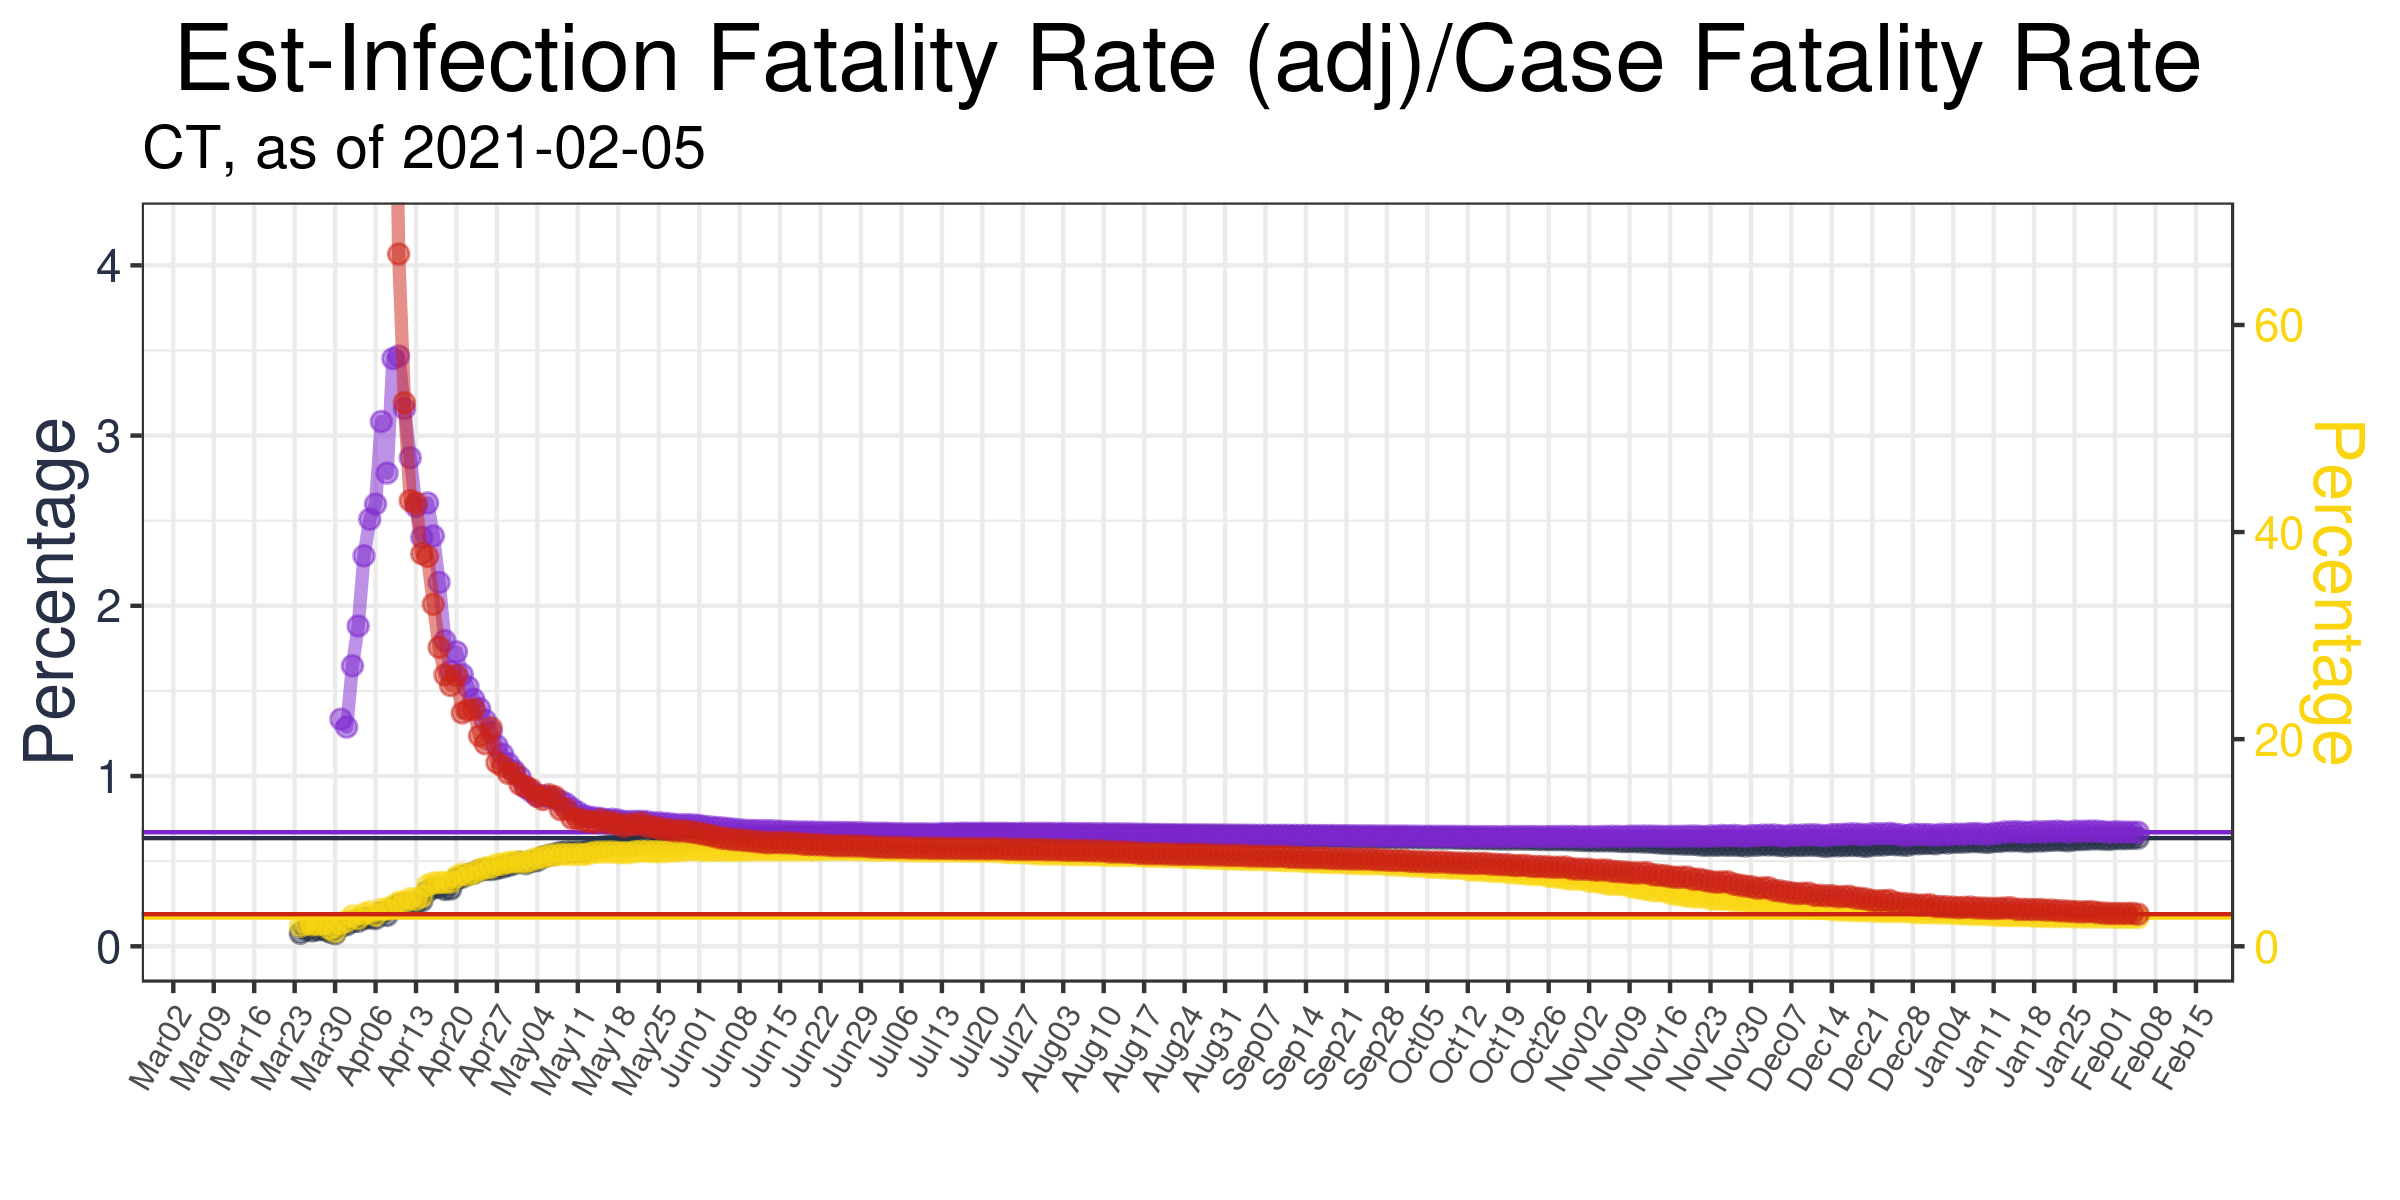 Est-Infection Fatality Rate (adj)/Case Fatality Rate
CT, as of 2021-02-05
Percentage
4
3
2
1
0
60
40
20
0
Percentage
Mar02 Mar09 Mar16 Mar23 Mar30 Apr06 Apr13 Apr20 Apr27 May04 May11 May18 May25 Jun01 Jun08 Jun15 Jun22 Jun29 Jul06 Jul13 Jul20 Jul27 Aug03 Aug10 Aug17 Aug24 Aug31 Sep07 Sep14 Sep21 Sep28 Oct05 Oct12 Oct19 Oct26 Nov02 Nov09 Nov16 Nov23 Nov30 Dec07 Dec14 Dec21 Dec28 Jan04 Jan11 Jan18 Jan25 Feb01 Feb08 Feb15